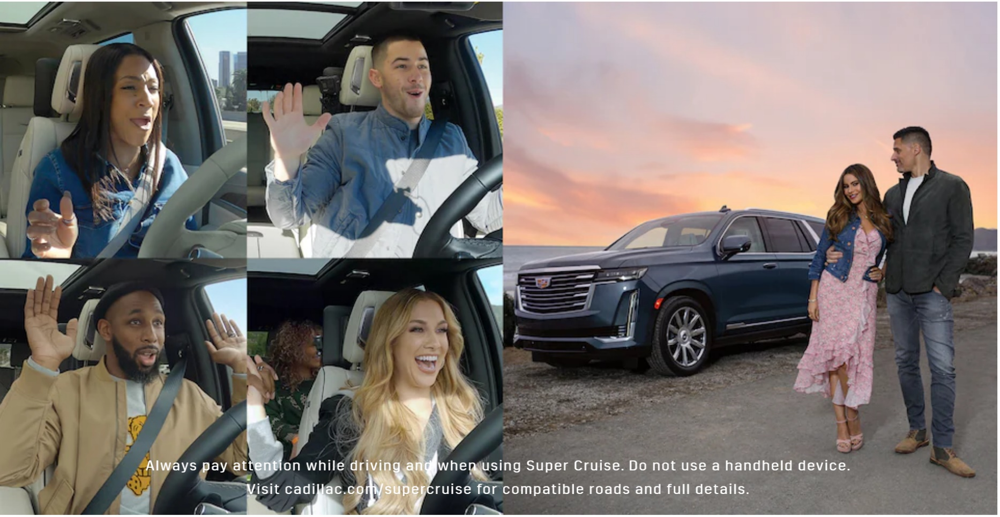 Always pay attention while driving and when using Super Cruise. Do not use a handheld device.
Visit cadillac.com/supercruise for compatible roads and full details.